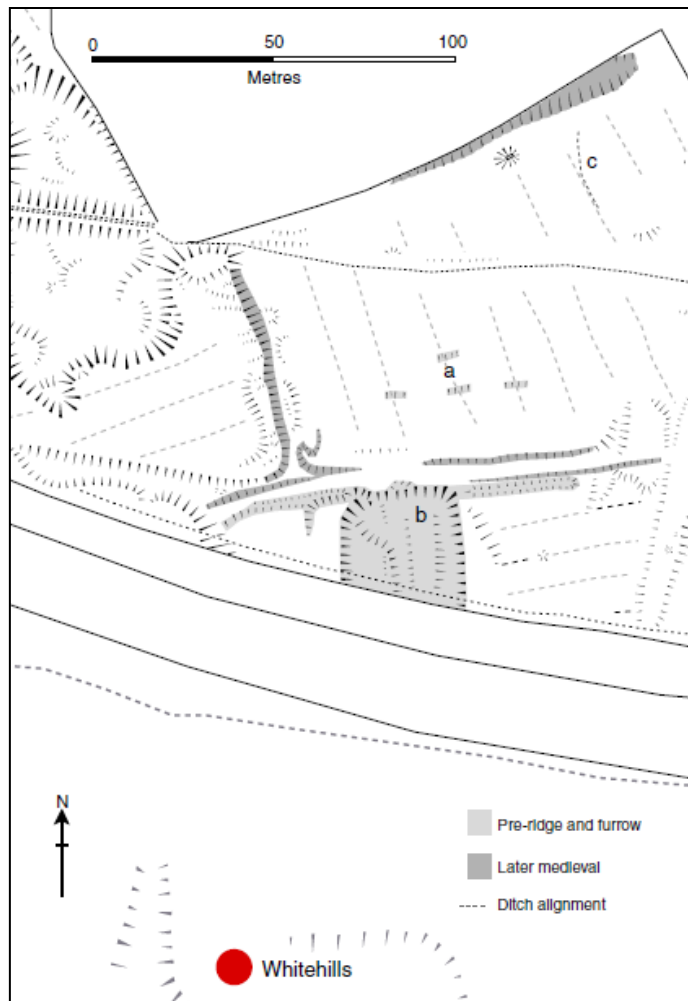 0 50 100
Metres
c
a
b
N
Pre-ridge and furrow
Later medieval
Ditch alignment
Whitehills